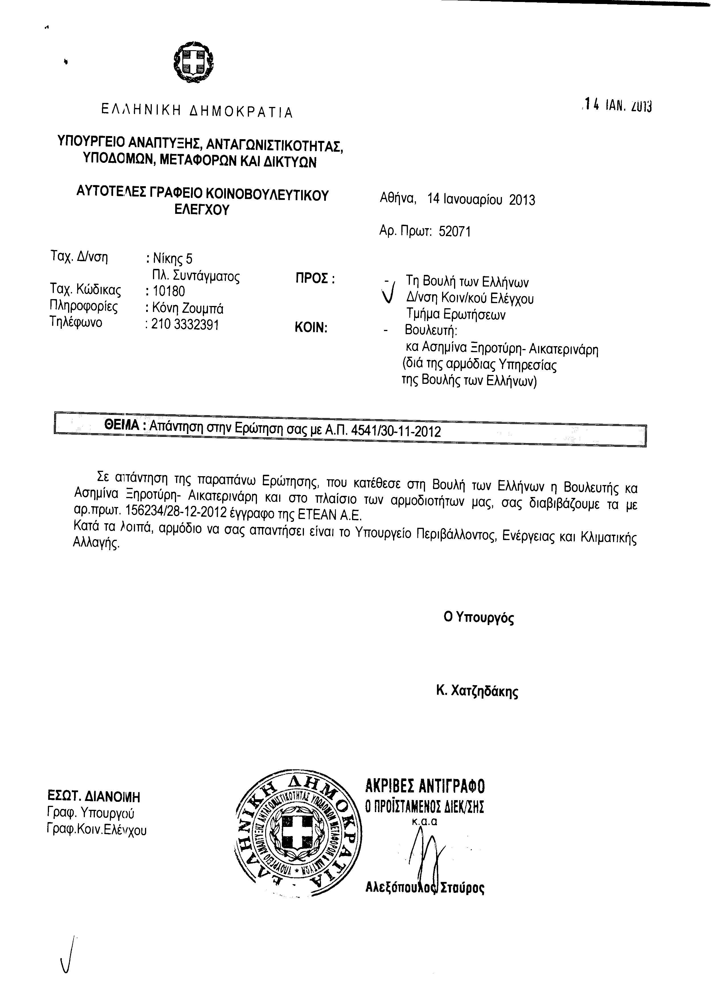 14 ΙΑΝ. 2013
ΕΛΛΗΝΙΚΗ ΔΗΜΟΚΡΑΤΙΑ
ΥΠΟΥΡΓΕΙΟ ΑΝΑΠΤΥΞΗΣ, ΑΝΤΑΓΩΝΙΣΤΙΚΟΤΗΤΑΣ,
ΥΠΟΔΟΜΩΝ, ΜΕΤΑΦΟΡΩΝ ΚΑΙ ΔΙΚΤΥΩΝ
ΑΥΤΟΤΕΛΕΣ ΓΡΑΦΕΙΟ ΚΟΙΝΟΒΟΥΛΕΥΤΙΚΟΥ
ΕΛΕΓΧΟΥ
Αθήνα, 14 Ιανουαρίου 2013
Αρ. Πρωτ: 52071
Ταχ. Δ/νση : Νίκης 5
Πλ. Συντάγματος
Ταχ. Κώδικας : 10180
Πληροφορίες : Κόνη Ζουμπά
Τηλέφωνο : 210 3332391
ΠΡΟΣ : - Τη Βουλή των Ελλήνων
Δ/νση Κοιν/κού Ελέγχου
Τμήμα Ερωτήσεων
ΚΟΙΝ: - Βουλευτή:
κα Ασημίνα Ξηροτύρη- Αικατερινάρη
(διά της αρμόδιας Υπηρεσίας
της Βουλής των Ελλήνων)
ΘΕΜΑ : Απάντηση στην Ερώτηση σας με Α.Π. 4541/30-11-2012
Σε απάντηση της παραπάνω Ερώτησης, που κατέθεσε στη Βουλή των Ελλήνων η Βουλευτής κα
Ασημίνα Ξηροτύρη- Αικατερινάρη και στο πλαίσιο των αρμοδιοτήτων μας, σας διαβιβάζουμε τα με
αρ.πρωτ. 156234/28-12-2012 έγγραφο της ΕΤΕΑΝ Α.Ε.
Κατά τα λοιπά, αρμόδιο να σας απαντήσει είναι το Υπουργείο Περιβάλλοντος, Ενέργειας και Κλιματικής
Αλλαγής.
Ο Υπουργός
Κ. Χατζηδάκης
ΕΣΩΤ. ΔΙΑΝΟΜΗ
Γραφ. Υπουργού
Γραφ.Κοιν.Ελέγχου
ΕΛΛΗΝΙΚΗ ΔΗΜΟΚΡΑΤΙΑ
ΥΠΟΥΡΓΕΙΟ ΑΝΑΠΤΥΞΗΣ ΑΝΤΑΓΩΝΙΣΤΙΚΟΤΗΤΑΣ ΥΠΟΔΟΜΩΝ ΜΕΤΑΦΟΡΩΝ & ΔΙΚΤΥΩΝ
ΑΚΡΙΒΕΣ ΑΝΤΙΓΡΑΦΟ
Ο ΠΡΟΪΣΤΑΜΕΝΟΣ ΔΙΕΚ/ΣΗΣ
κ.α.α
Αλεξόπουλος Σταύρος